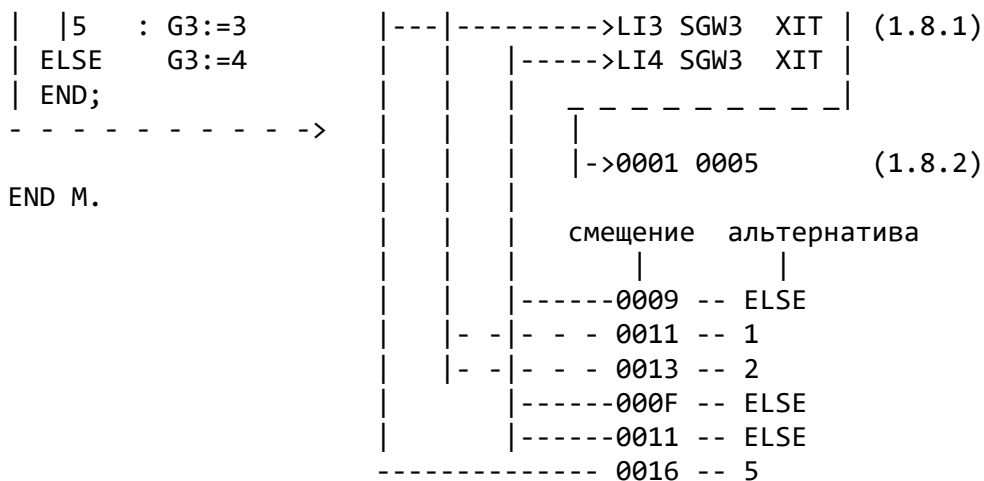 |  |5   : G3:=3        |---|--------->LI3 SGW3  XIT | (1.8.1)
| ELSE    G3:=4        |   |   |----->LI4 SGW3  XIT |
| END;                 |   |   |   _ _ _ _ _ _ _ _ _|
- - - - - - - - - ->   |   |   |   |
                       |   |   |   |->0001 0005       (1.8.2)
END M.                 |   |   |
                       |   |   |   смещение  альтернатива
                       |   |   |       |        |
                       |   |   |------0009 -- ELSE
                       |   |- -|- - - 0011 -- 1
                       |   |- -|- - - 0013 -- 2
                       |       |------000F -- ELSE
                       |       |------0011 -- ELSE
                       -------------- 0016 -- 5